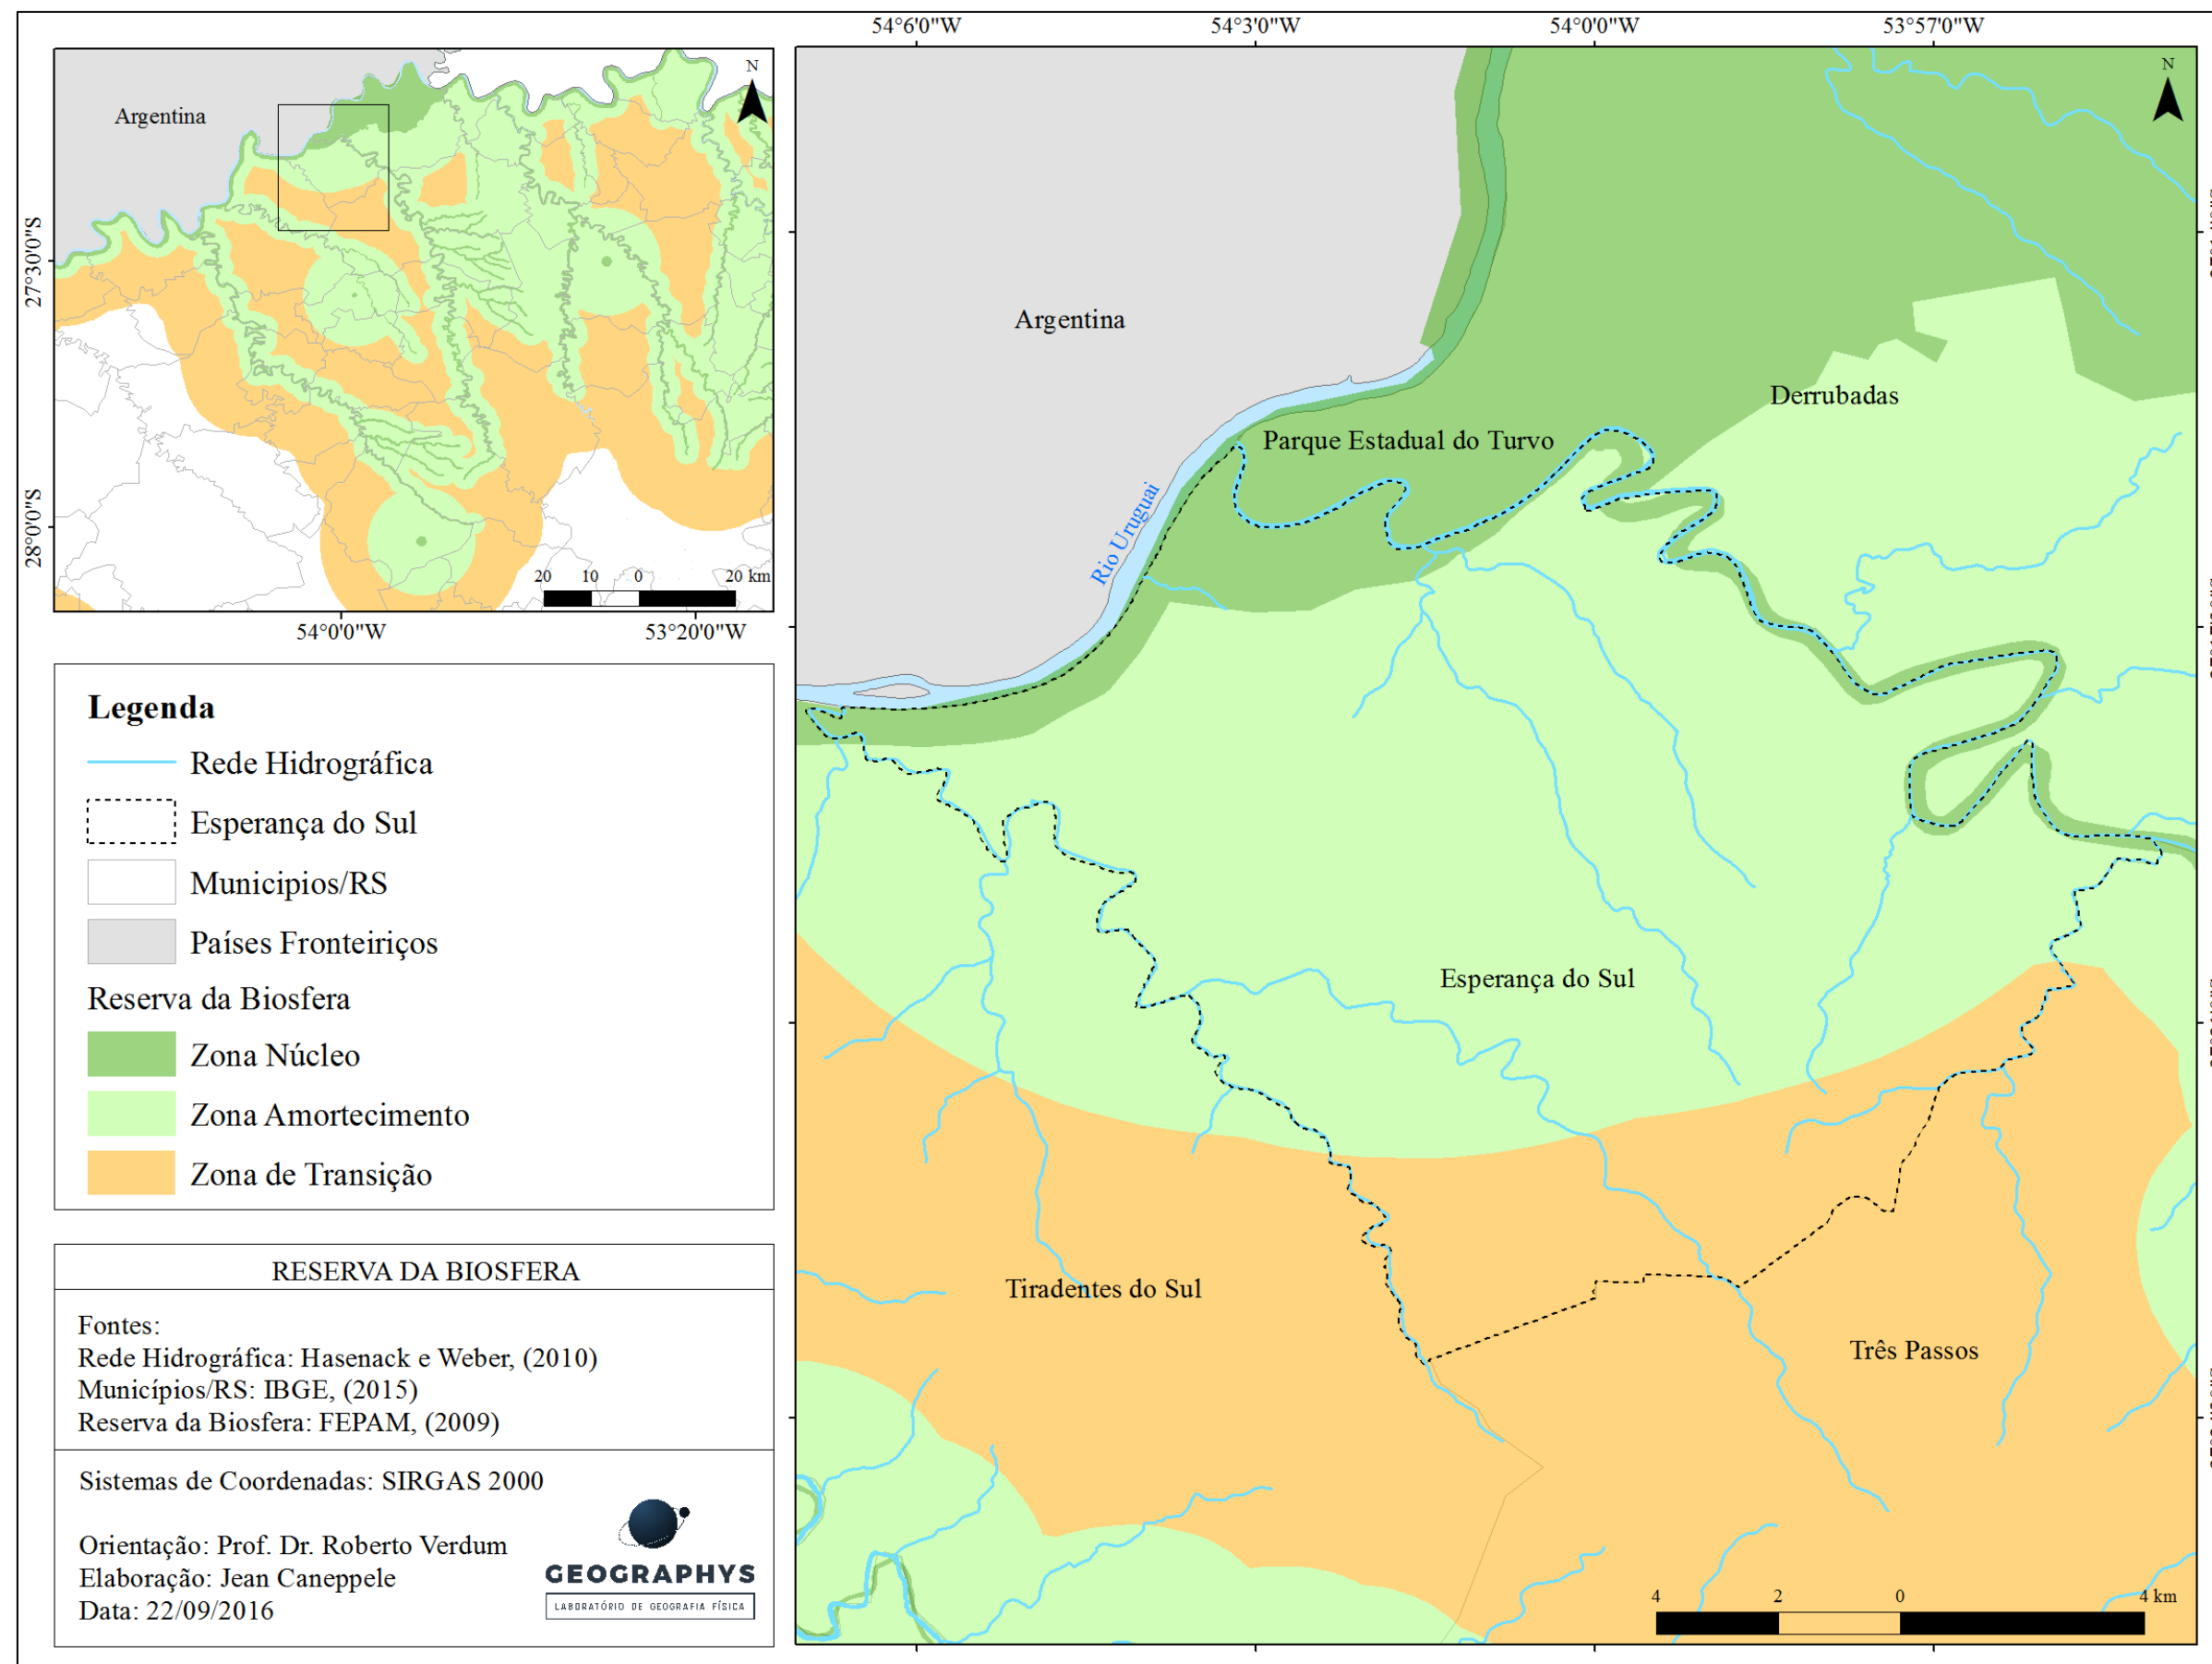 54°6'0"W
54°3'0"W
54°0'0"W
53°57'0"W
N
Argentina
27°30'0"S
28°0'0"S
20 10 0 20 km
54°0'0"W
53°20'0"W
Legenda
Rede Hidrográfica
Esperança do Sul
Municipios/RS
Países Fronteiriços
Reserva da Biosfera
Zona Núcleo
Zona Amortecimento
Zona de Transição
RESERVA DA BIOSFERA
Fontes:
Rede Hidrográfica: Hasenack e Weber, (2010)
Municípios/RS: IBGE, (2015)
Reserva da Biosfera: FEPAM, (2009)
Sistemas de Coordenadas: SIRGAS 2000
Orientação: Prof. Dr. Roberto Verdum
Elaboração: Jean Caneppele
Data: 22/09/2016
GEOGRAPHYS
LABORATÓRIO DE GEOGRAFIA FÍSICA
N
Argentina
Derrubadas
Parque Estadual do Turvo
Rio Uruguai
Esperança do Sul
Tiradentes do Sul
Três Passos
4 2 0 4 km